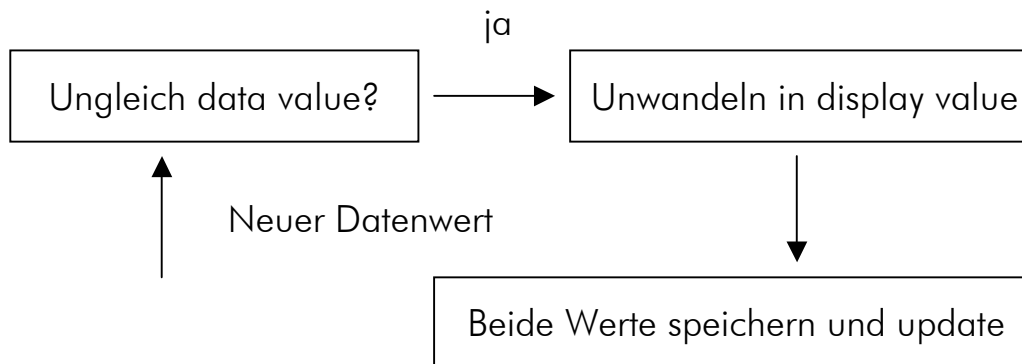 ja
Ungleich data value?
Unwandeln in display value
Neuer Datenwert
Beide Werte speichern und update